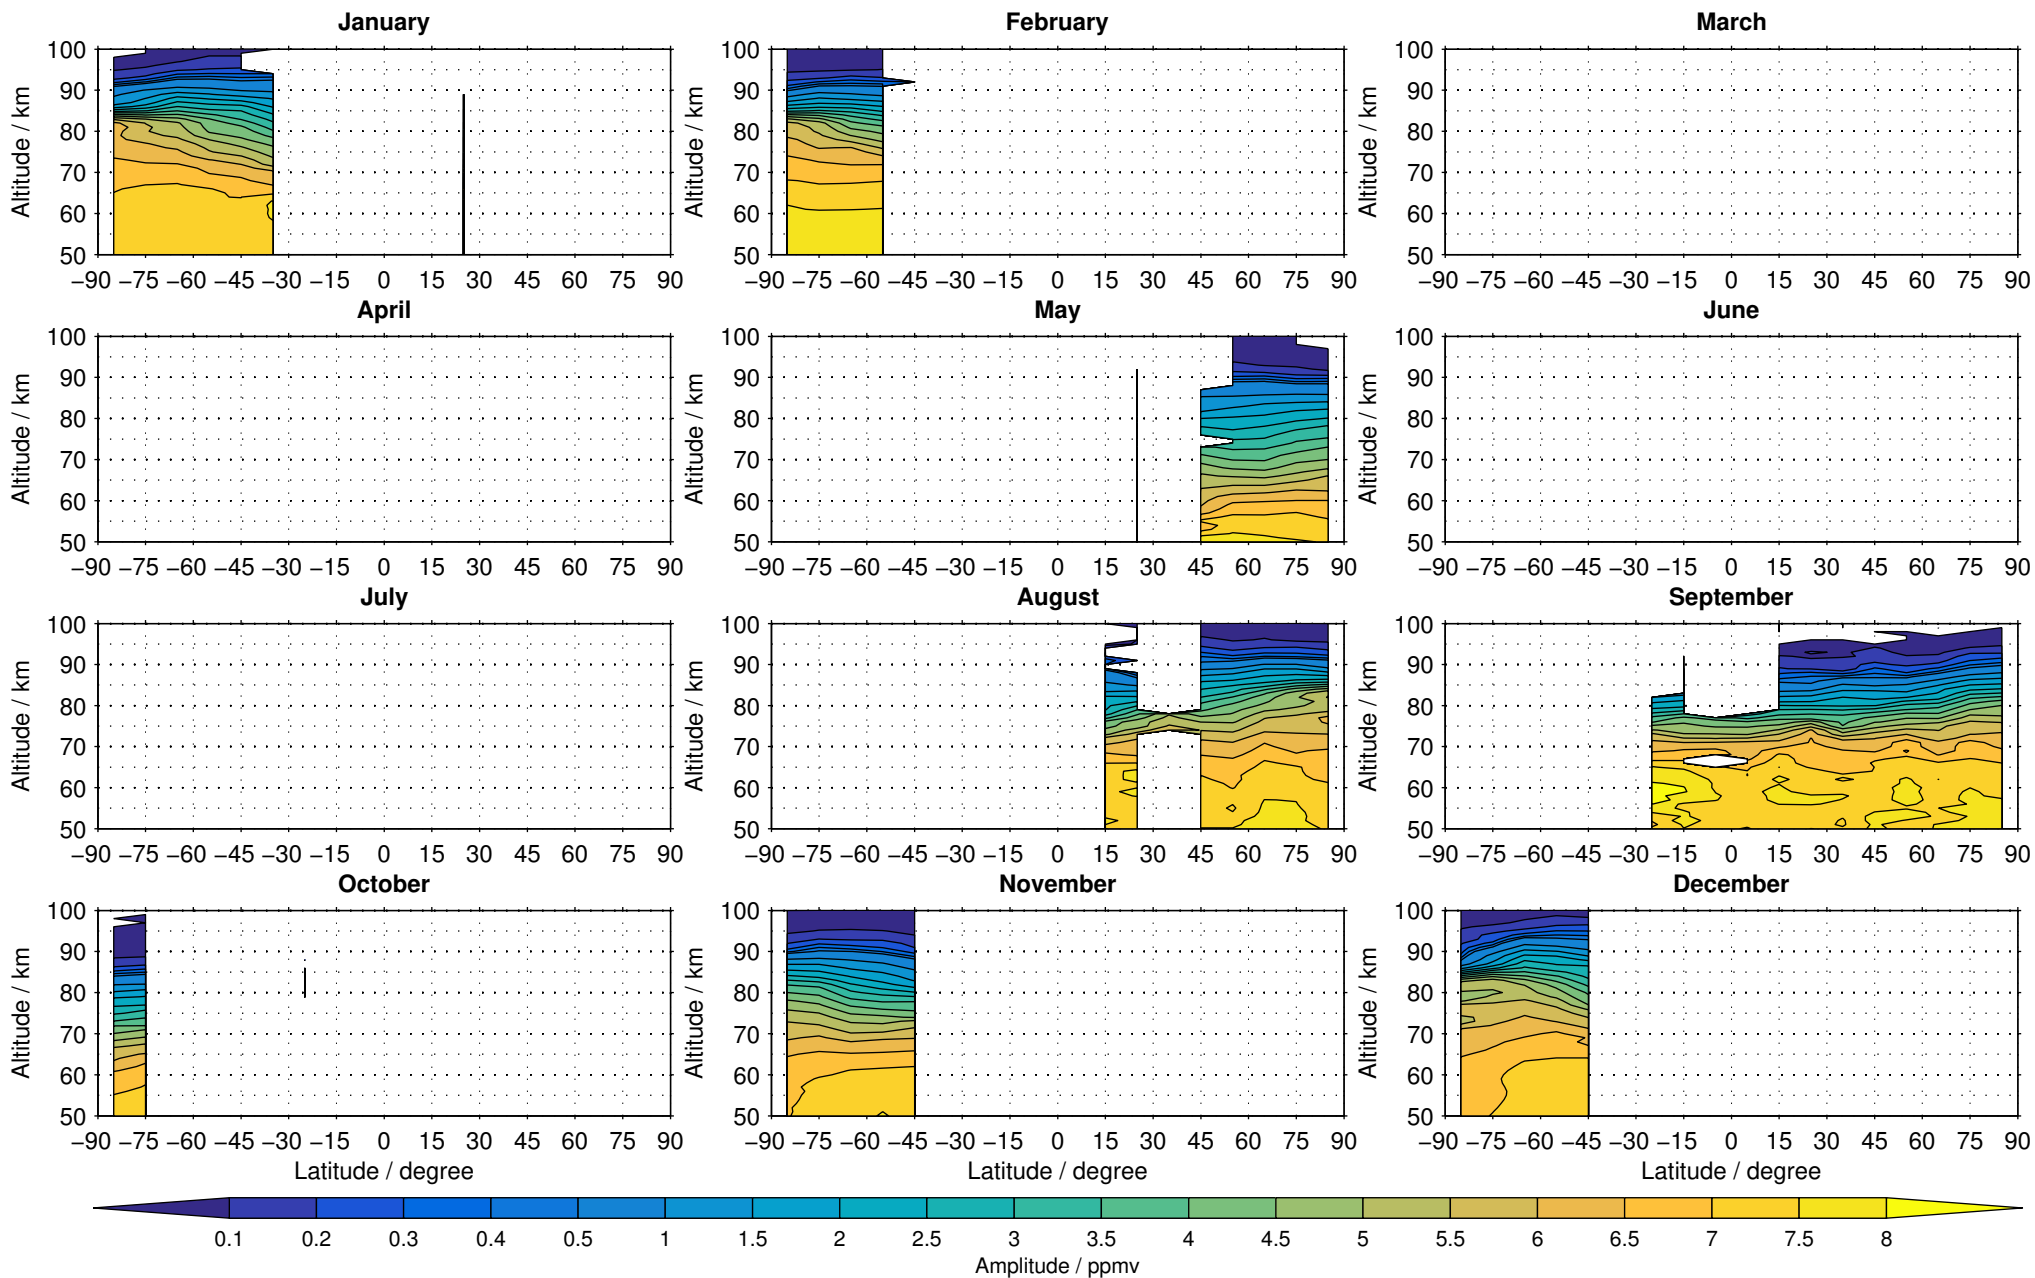 January February March
100 100 100
90 90 90
80 80 80
70 70 70
60 60 60
50 50 50
Altitude / km Altitude / km Altitude / km
−90 −75 −60 −45 −30 −15 0 15 30 45 60 75 90 −90 −75 −60 −45 −30 −15 0 15 30 45 60 75 90 −90 −75 −60 −45 −30 −15 0 15 30 45 60 75 90
April May June
100 100 100
90 90 90
80 80 80
70 70 70
60 60 60
50 50 50
Altitude / km Altitude / km Altitude / km
−90 −75 −60 −45 −30 −15 0 15 30 45 60 75 90 −90 −75 −60 −45 −30 −15 0 15 30 45 60 75 90 −90 −75 −60 −45 −30 −15 0 15 30 45 60 75 90
July August September
100 100 100
90 90 90
80 80 80
70 70 70
60 60 60
50 50 50
Altitude / km Altitude / km Altitude / km
−90 −75 −60 −45 −30 −15 0 15 30 45 60 75 90 −90 −75 −60 −45 −30 −15 0 15 30 45 60 75 90 −90 −75 −60 −45 −30 −15 0 15 30 45 60 75 90
October November December
100 100 100
90 90 90
80 80 80
70 70 70
60 60 60
50 50 50
Altitude / km Altitude / km Altitude / km
−90 −75 −60 −45 −30 −15 0 15 30 45 60 75 90 −90 −75 −60 −45 −30 −15 0 15 30 45 60 75 90 −90 −75 −60 −45 −30 −15 0 15 30 45 60 75 90
Latitude / degree Latitude / degree Latitude / degree
0.1 0.2 0.3 0.4 0.5 1 1.5 2 2.5 3 3.5 4 4.5 5 5.5 6 6.5 7 7.5 8
Amplitude / ppmv